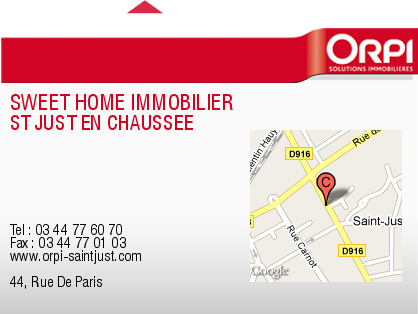 ORPI
SOLUTIONS IMMOBILIÈRES
SWEET HOME IMMOBILIER
ST JUST EN CHAUSSEE
Tel : 03 44 77 60 70
Fax : 03 44 77 01 03
www.orpi-saintjust.com
44, Rue De Paris
D916
Rue de
entin Hauy
C
Saint-Jus
Rue Carnot
D916
Google